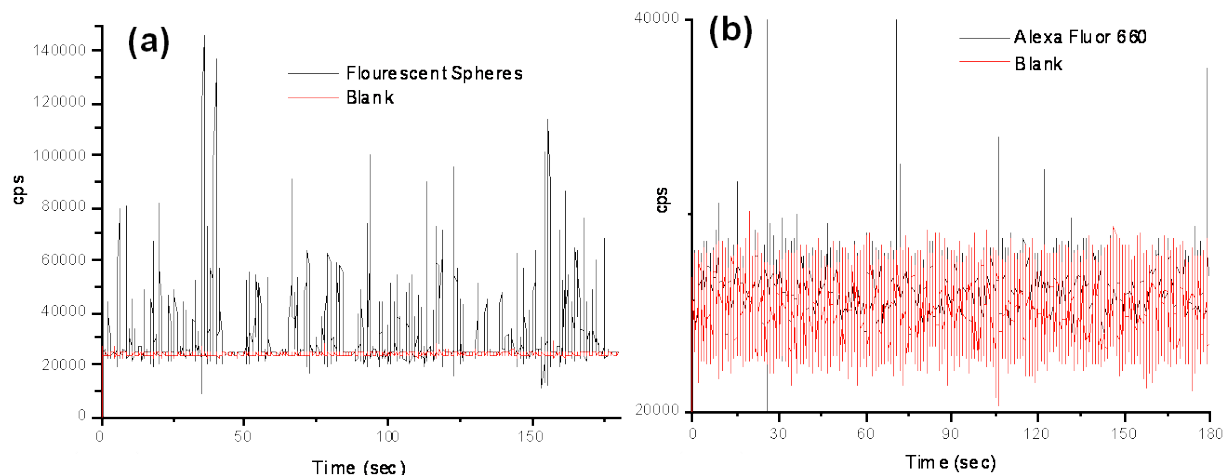 (a)
140000
120000
100000
80000
60000
40000
20000
0
cps
Flourescent Spheres
Blank
0 50 100 150
Time (sec)
(b)
40000
20000
cps
Alexa Fluor 660
Blank
0 30 60 90 120 150 180
Time (sec)